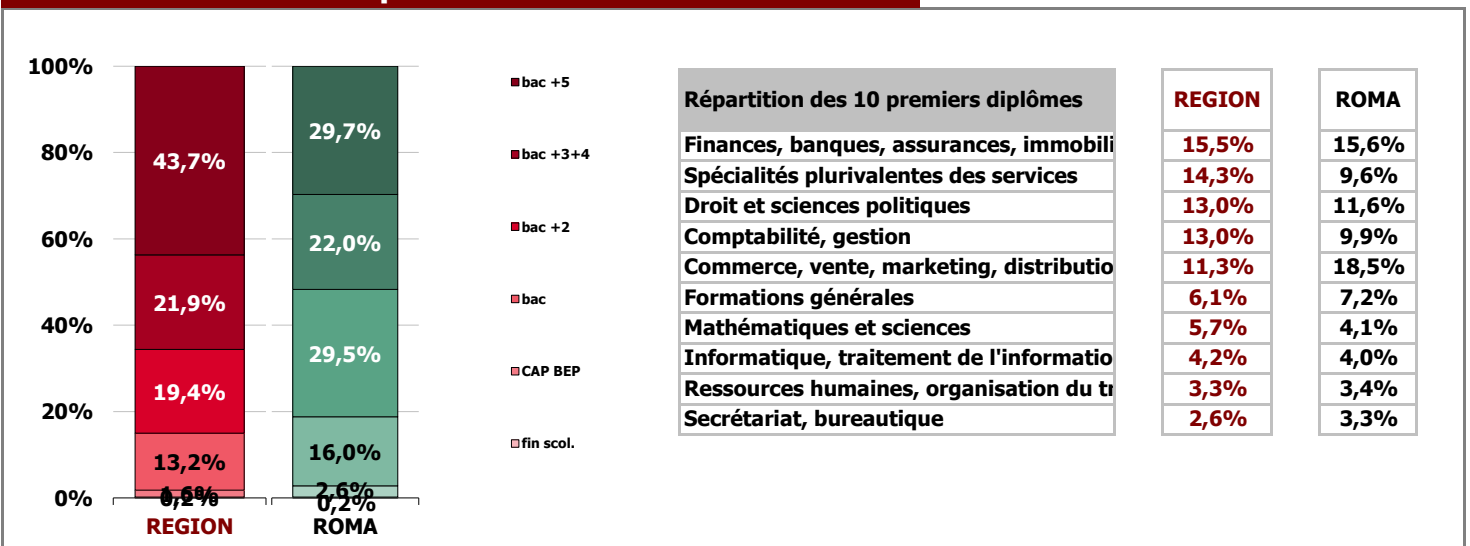 100%
80%
60%
40%
20%
0%
43,7%
21,9%
19,4%
13,2%
1,6%
0,2%
REGION
29,7%
22,0%
29,5%
16,0%
2,6%
0,2%
ROMA
bac +5
bac +3+4
bac +2
bac
CAP BEP
fin scol.
Répartition des 10 premiers diplômes REGION ROMA
Finances, banques, assurances, immobili 15,5% 15,6%
Spécialités plurivalentes des services 14,3% 9,6%
Droit et sciences politiques 13,0% 11,6%
Comptabilité, gestion 13,0% 9,9%
Commerce, vente, marketing, distributio 11,3% 18,5%
Formations générales 6,1% 7,2%
Mathématiques et sciences 5,7% 4,1%
Informatique, traitement de l'informatio 4,2% 4,0%
Ressources humaines, organisation du tr 3,3% 3,4%
Secrétariat, bureautique 2,6% 3,3%